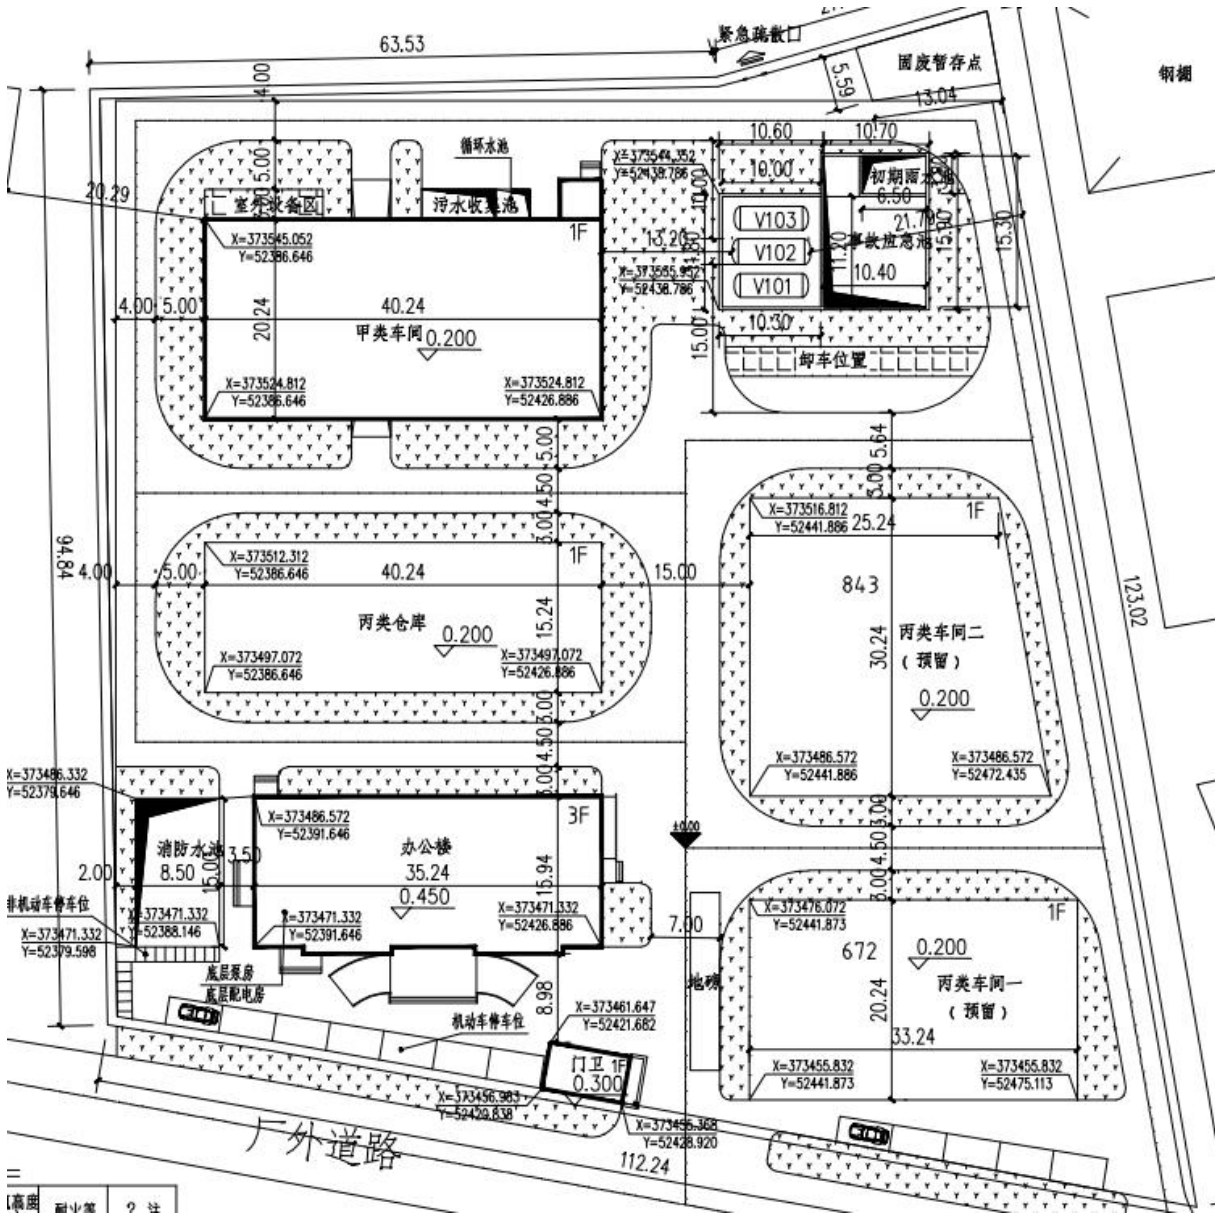 63.53
紧急疏散口
固废暂存点
钢棚
4.00
5.59
13.04
循环水池
10.60
10.70
5.00
X=373544.352
Y=52438.786
10.00
10.00
初期雨水池
6.50
20.29
室外设备区
污水收集池
1F
21.79
X=373545.052
Y=52386.646
V103
13.20
V102
11.20
事故应急池
15.90
15.30
V101
10.40
Y=52438.786
4.00
5.00
40.24
20.24
甲类车间
0.200
10.30
15.00
卸车位置
X=373524.812
Y=52386.646
X=373524.812
Y=52426.886
5.00
5.64
4.50
3.00
3.00
X=373516.812
Y=52441.886
25.24
1F
94.84
X=373512.312
Y=52386.646
1F
4.00
5.00
40.24
15.00
843
123.02
丙类仓库
0.200
15.24
30.24
丙类车间二
(预留)
0.200
X=373497.072
Y=52386.646
X=373497.072
Y=52426.886
3.00
4.50
3.00
X=373486.332
Y=52379.646
X=373486.572
Y=52441.886
X=373486.572
Y=52472.435
X=373486.572
Y=52391.646
3F
±0.00
3.00
4.50
3.00
消防水池
3.50
办公楼
2.00
8.50
15.00
35.24
15.94
0.450
非机动车停车位
X=373471.332
Y=52388.146
X=373471.332
Y=52391.646
X=373471.332
Y=52426.886
X=373471.332
Y=52379.598
7.00
X=373476.072
Y=52441.873
1F
672
0.200
底层泵房
底层配电房
地磅
丙类车间一
(预留)
20.24
8.98
X=373461.647
Y=52421.682
机动车停车位
33.24
门卫
1F
0.300
X=373455.832
Y=52441.873
X=373455.832
Y=52475.113
X=373456.983
Y=52428.920
厂外道路
112.24
高度
耐火等